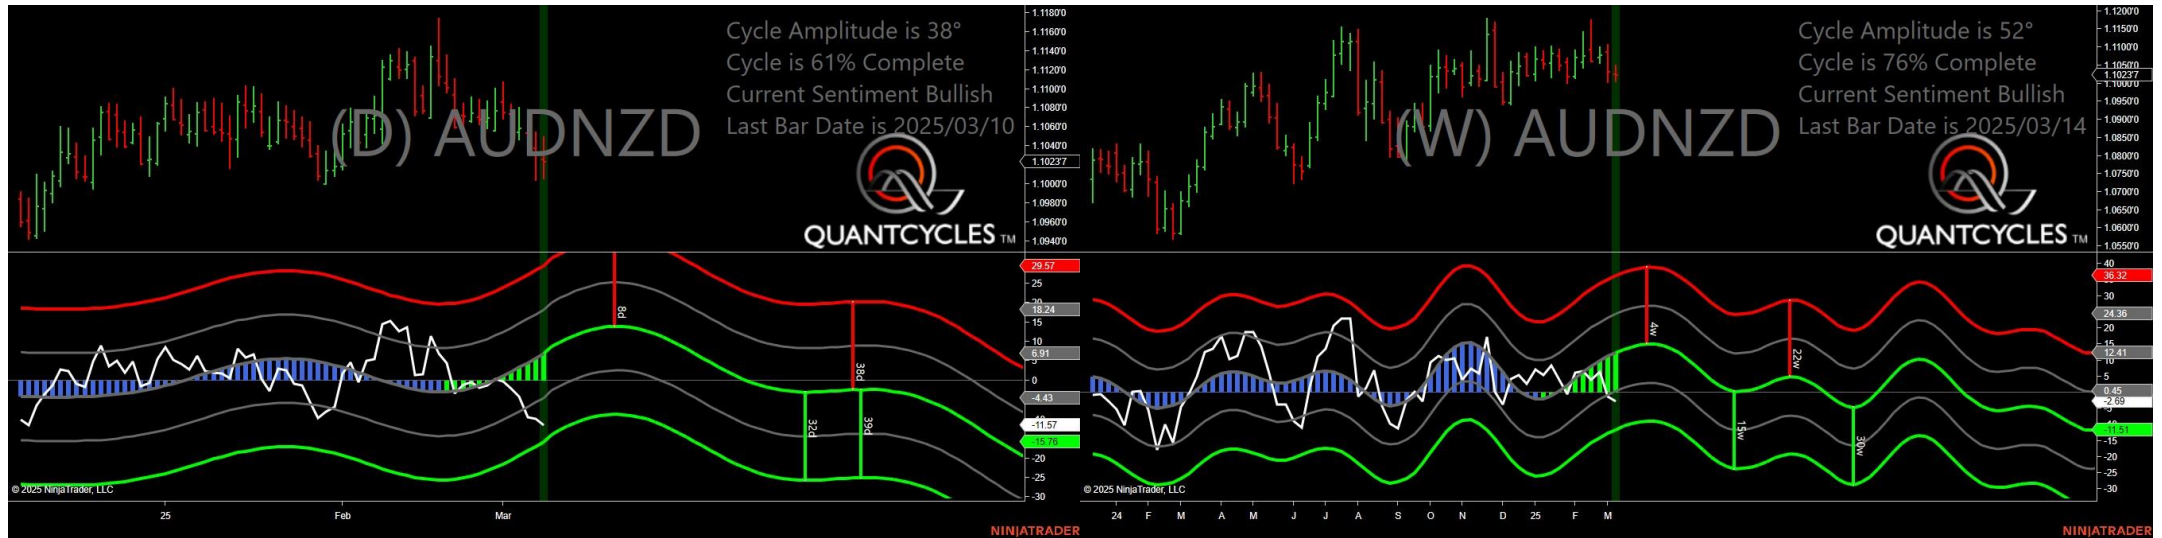 Cycle Amplitude is 38°
Cycle is 61% Complete
Current Sentiment Bullish
Last Bar Date is 2025/03/10
(D) AUDNZD
QUANTCYCLES TM
1.1180'0
1.1160'0
1.1140'0
1.1120'0
1.1100'0
1.1080'0
1.1060'0
1.10237
1.1000'0
1.0980'0
1.0960'0
1.0940'0
29.57
25
20
18.24
15
10
6.91
0
-4.43
-11.57
-15.76
-20
-25
-30
8d
38d
32d
39d
© 2025 NinjaTrader, LLC
25 Feb Mar
NINJATRADER
Cycle Amplitude is 52°
Cycle is 76% Complete
Current Sentiment Bullish
Last Bar Date is 2025/03/14
(W) AUDNZD
QUANTCYCLES TM
1.1200'0
1.1150'0
1.1100'0
1.1050'0
1.10237
1.1000'0
1.0950'0
1.0900'0
1.0850'0
1.0800'0
1.0750'0
1.0700'0
1.0650'0
1.0600'0
1.0550'0
40
36.32
30
24.36
20
15
12.41
10
5
0.45
-2.69
-5
-11.51
-15
-20
-25
-30
4w
22w
15w
30w
© 2025 NinjaTrader, LLC
24 F M A M J J A S O N D 25 F M
NINJATRADER